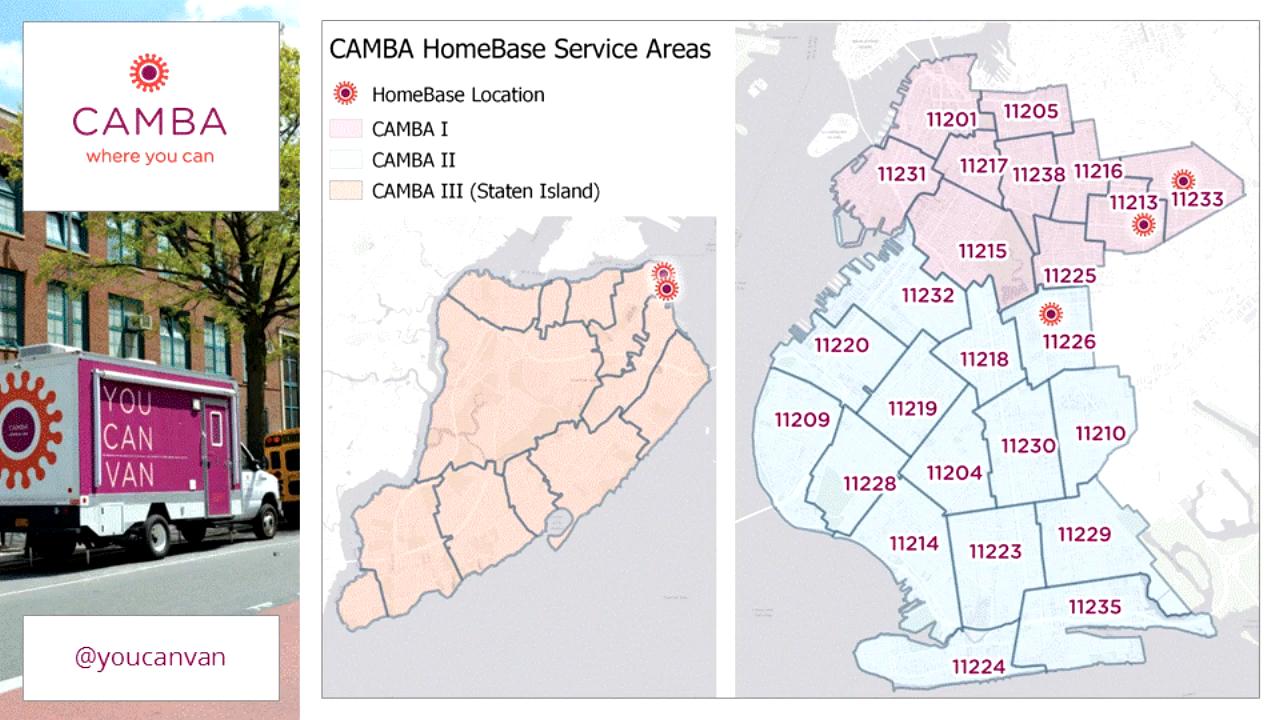 CAMBA
where you can
YOU
CAN
VAN
@youcanvan
CAMBA HomeBase Service Areas
HomeBase Location
CAMBA I
CAMBA II
CAMBA III (Staten Island)
11201
11205
11217
11238
11216
11231
11213
11233
11215
11225
11232
11226
11220
11218
11219
11209
11210
11230
11204
11228
11229
11214
11223
11235
11224